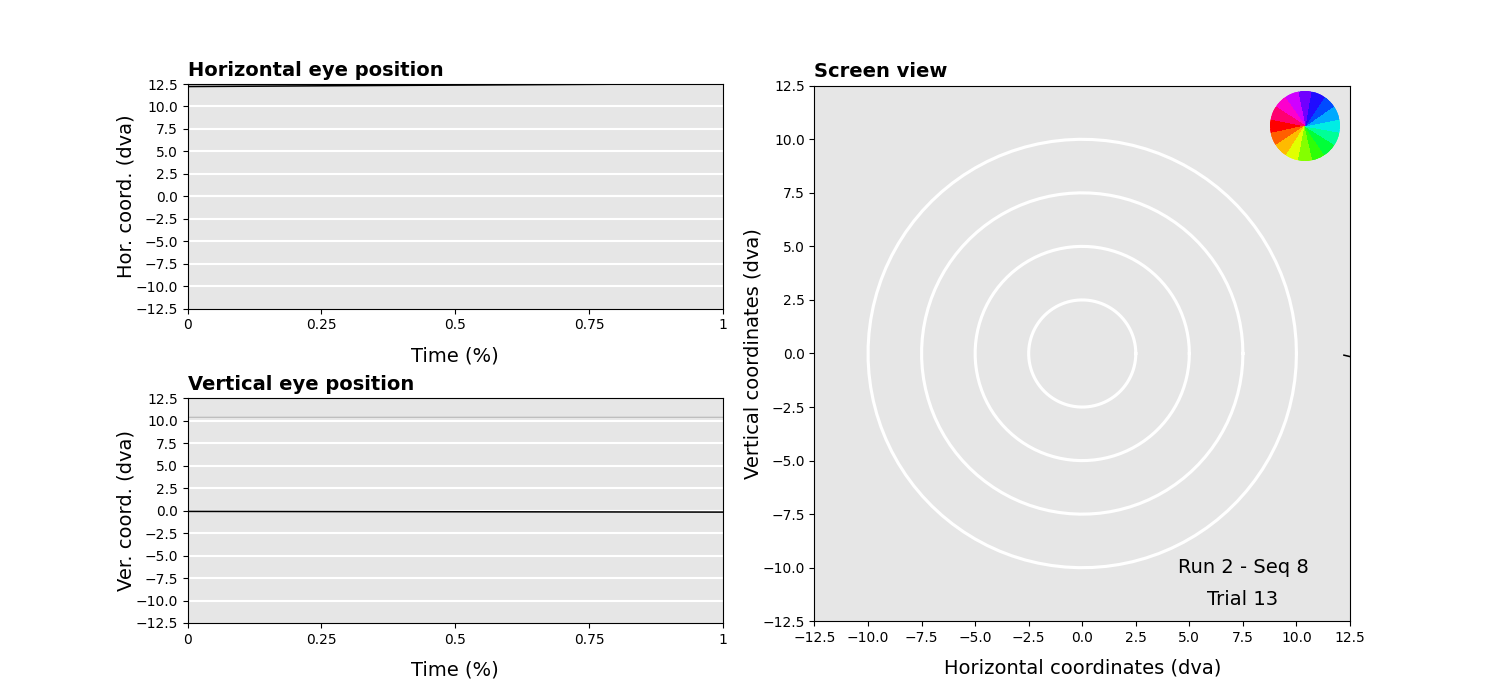 Horizontal eye position
Hor. coord. (dva)
12.5
10.0
7.5
5.0
2.5
0.0
−2.5
−5.0
−7.5
−10.0
−12.5
0 0.25 0.5 0.75 1
Time (%)
Vertical eye position
Ver. coord. (dva)
12.5
10.0
7.5
5.0
2.5
0.0
−2.5
−5.0
−7.5
−10.0
−12.5
0 0.25 0.5 0.75 1
Time (%)
Screen view
Vertical coordinates (dva)
12.5
10.0
7.5
5.0
2.5
0.0
−2.5
−5.0
−7.5
−10.0
−12.5
Run 2 - Seq 8
Trial 13
−12.5 −10.0 −7.5 −5.0 −2.5 0.0 2.5 5.0 7.5 10.0 12.5
Horizontal coordinates (dva)